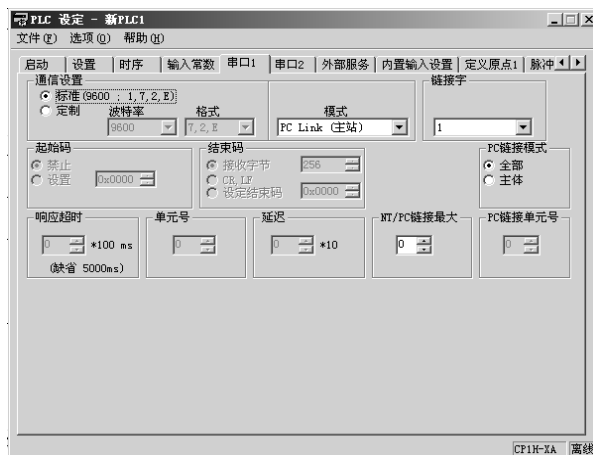 PLC 设定 - 新PLC1
文件(F) 选项(O) 帮助(H)
启动 设置 时序 输入常数 串口1 串口2 外部服务 内置输入设置 定义原点1 脉冲
通信设置 链接字
标准(9600 ; 1,7,2,E)
定制 波特率 格式 模式
9600 7,2,E PC Link (主站) 1
起始码 结束码 PC链接模式
禁止 接收字节 256 全部
设置 0x0000 CR,LF 主体
设定结束码 0x0000
响应超时 单元号 延迟 NT/PC链接最大 PC链接单元号
0 *100 ms 0 0 *10 0 0
(缺省 5000ms)
CP1H-XA 离线